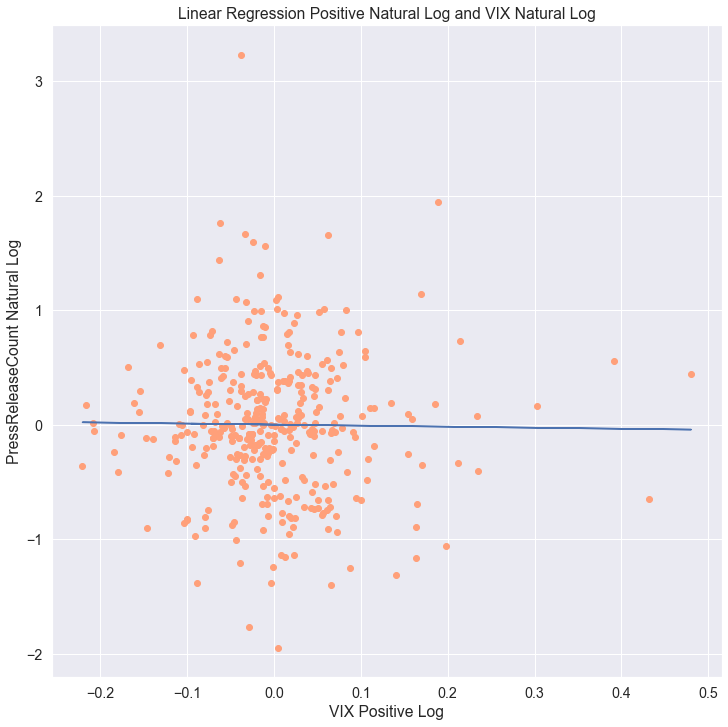 Linear Regression Positive Natural Log and VIX Natural Log
PressReleaseCount Natural Log
3
2
1
0
−1
−2
−0.2 −0.1 0.0 0.1 0.2 0.3 0.4 0.5
VIX Positive Log